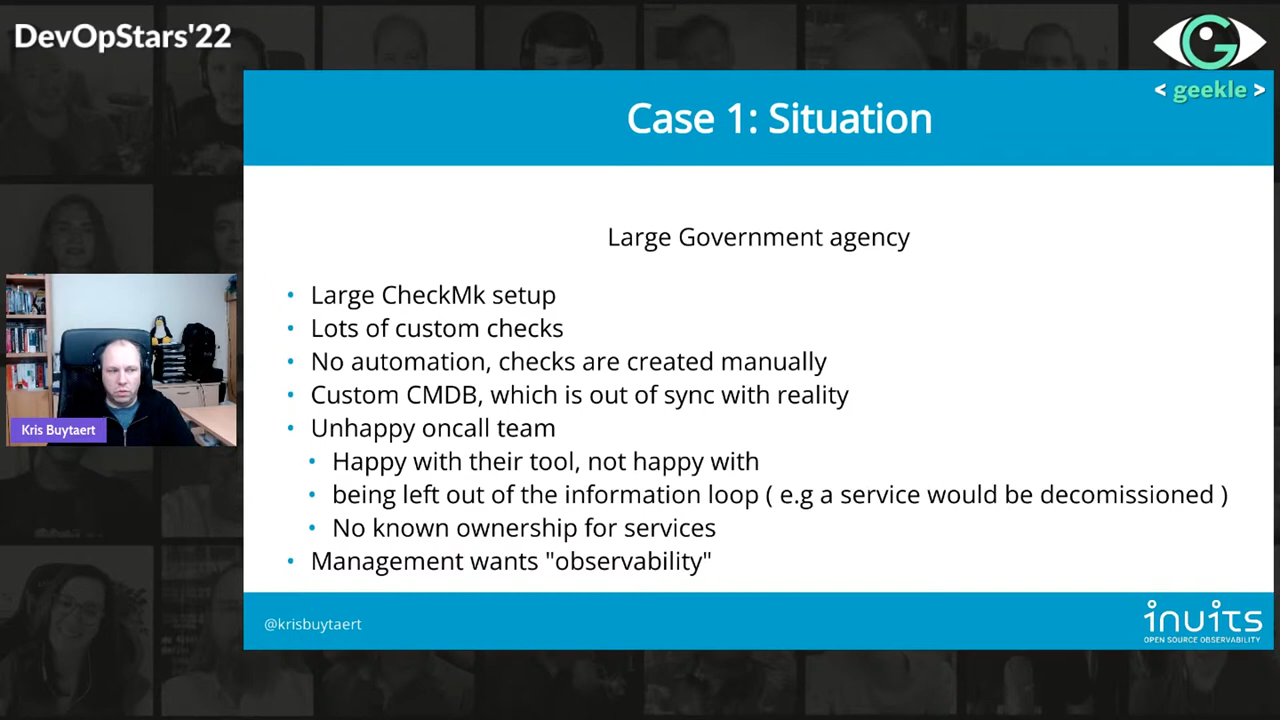 DevOpStars'22
< geekle >
Case 1: Situation
Large Government agency
• Large CheckMk setup
• Lots of custom checks
• No automation, checks are created manually
• Custom CMDB, which is out of sync with reality
• Unhappy oncall team
• Happy with their tool, not happy with
• being left out of the information loop ( e.g a service would be decomissioned )
• No known ownership for services
• Management wants "observability"
Kris Buytaert
@krisbuytaert
inuits
OPEN SOURCE OBSERVABILITY